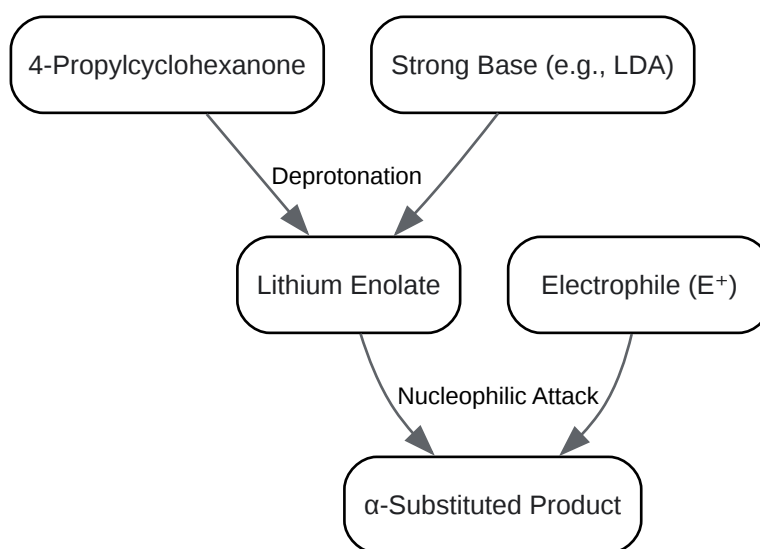 4-Propylcyclohexanone
Strong Base (e.g., LDA)
Deprotonation
Lithium Enolate
Electrophile (E⁺)
Nucleophilic Attack
α-Substituted Product